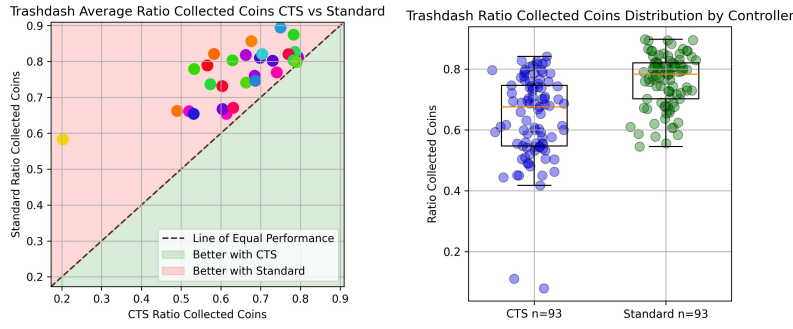 Trashdash Average Ratio Collected Coins CTS vs Standard
Standard Ratio Collected Coins
0.9
0.8
0.7
0.6
0.5
0.4
0.3
0.2
Line of Equal Performance
Better with CTS
Better with Standard
0.2 0.3 0.4 0.5 0.6 0.7 0.8 0.9
CTS Ratio Collected Coins
Trashdash Ratio Collected Coins Distribution by Controller
Ratio Collected Coins
0.8
0.6
0.4
0.2
CTS n=93 Standard n=93